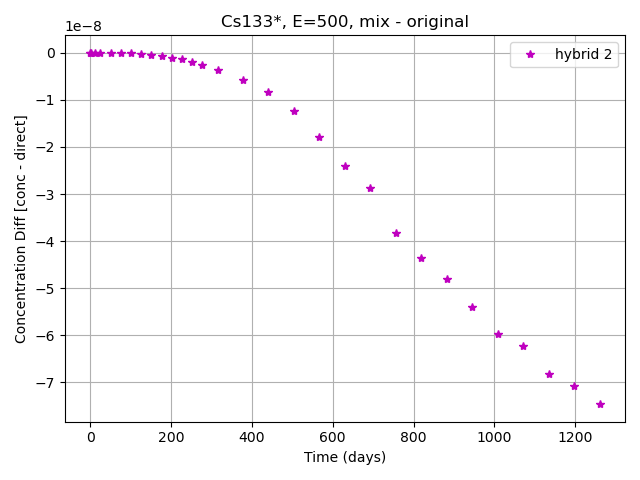 Cs133*, E=500, mix - original
1e−8
hybrid 2
0
−1
−2
−3
−4
−5
−6
−7
Concentration Diff [conc - direct]
0 200 400 600 800 1000 1200
Time (days)